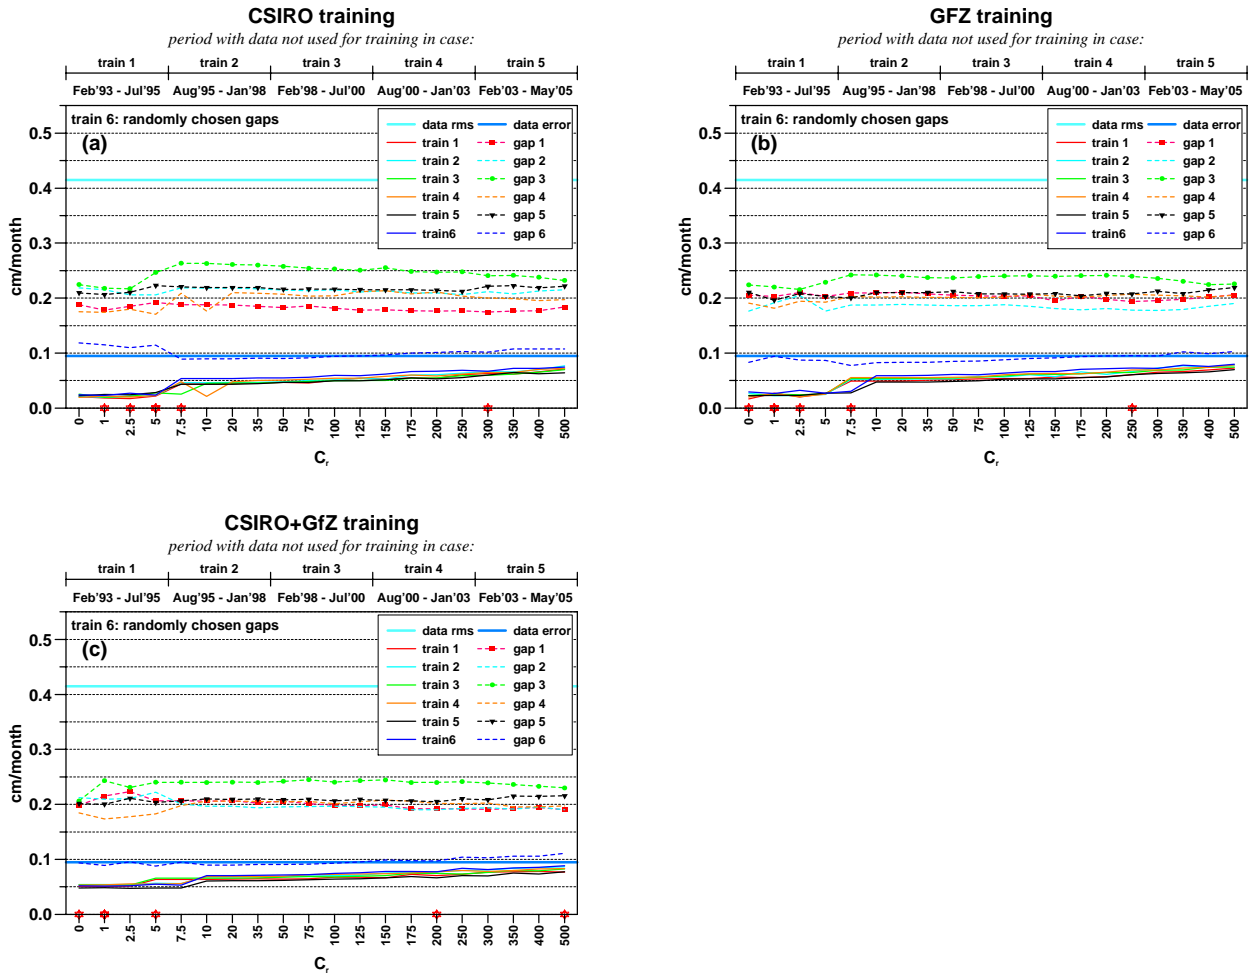 CSIRO training
period with data not used for training in case:
train 1 train 2 train 3 train 4 train 5
Feb'93 - Jul'95 Aug'95 - Jan'98 Feb'98 - Jul'00 Aug'00 - Jan'03 Feb'03 - May'05
train 6: randomly chosen gaps
(a)
data rms data error
train 1 gap 1
train 2 gap 2
train 3 gap 3
train 4 gap 4
train 5 gap 5
train6 gap 6
0.5
0.4
0.3
0.2
0.1
0.0
cm/month
0 1 2.5 5 7.5 10 20 35 50 75 100 125 150 175 200 250 300 350 400 500
Cr
GFZ training
period with data not used for training in case:
train 1 train 2 train 3 train 4 train 5
Feb'93 - Jul'95 Aug'95 - Jan'98 Feb'98 - Jul'00 Aug'00 - Jan'03 Feb'03 - May'05
train 6: randomly chosen gaps
(b)
data rms data error
train 1 gap 1
train 2 gap 2
train 3 gap 3
train 4 gap 4
train 5 gap 5
train6 gap 6
0.5
0.4
0.3
0.2
0.1
0.0
cm/month
0 1 2.5 5 7.5 10 20 35 50 75 100 125 150 175 200 250 300 350 400 500
Cr
CSIRO+GfZ training
period with data not used for training in case:
train 1 train 2 train 3 train 4 train 5
Feb'93 - Jul'95 Aug'95 - Jan'98 Feb'98 - Jul'00 Aug'00 - Jan'03 Feb'03 - May'05
train 6: randomly chosen gaps
(c)
data rms data error
train 1 gap 1
train 2 gap 2
train 3 gap 3
train 4 gap 4
train 5 gap 5
train6 gap 6
0.5
0.4
0.3
0.2
0.1
0.0
cm/month
0 1 2.5 5 7.5 10 20 35 50 75 100 125 150 175 200 250 300 350 400 500
Cr